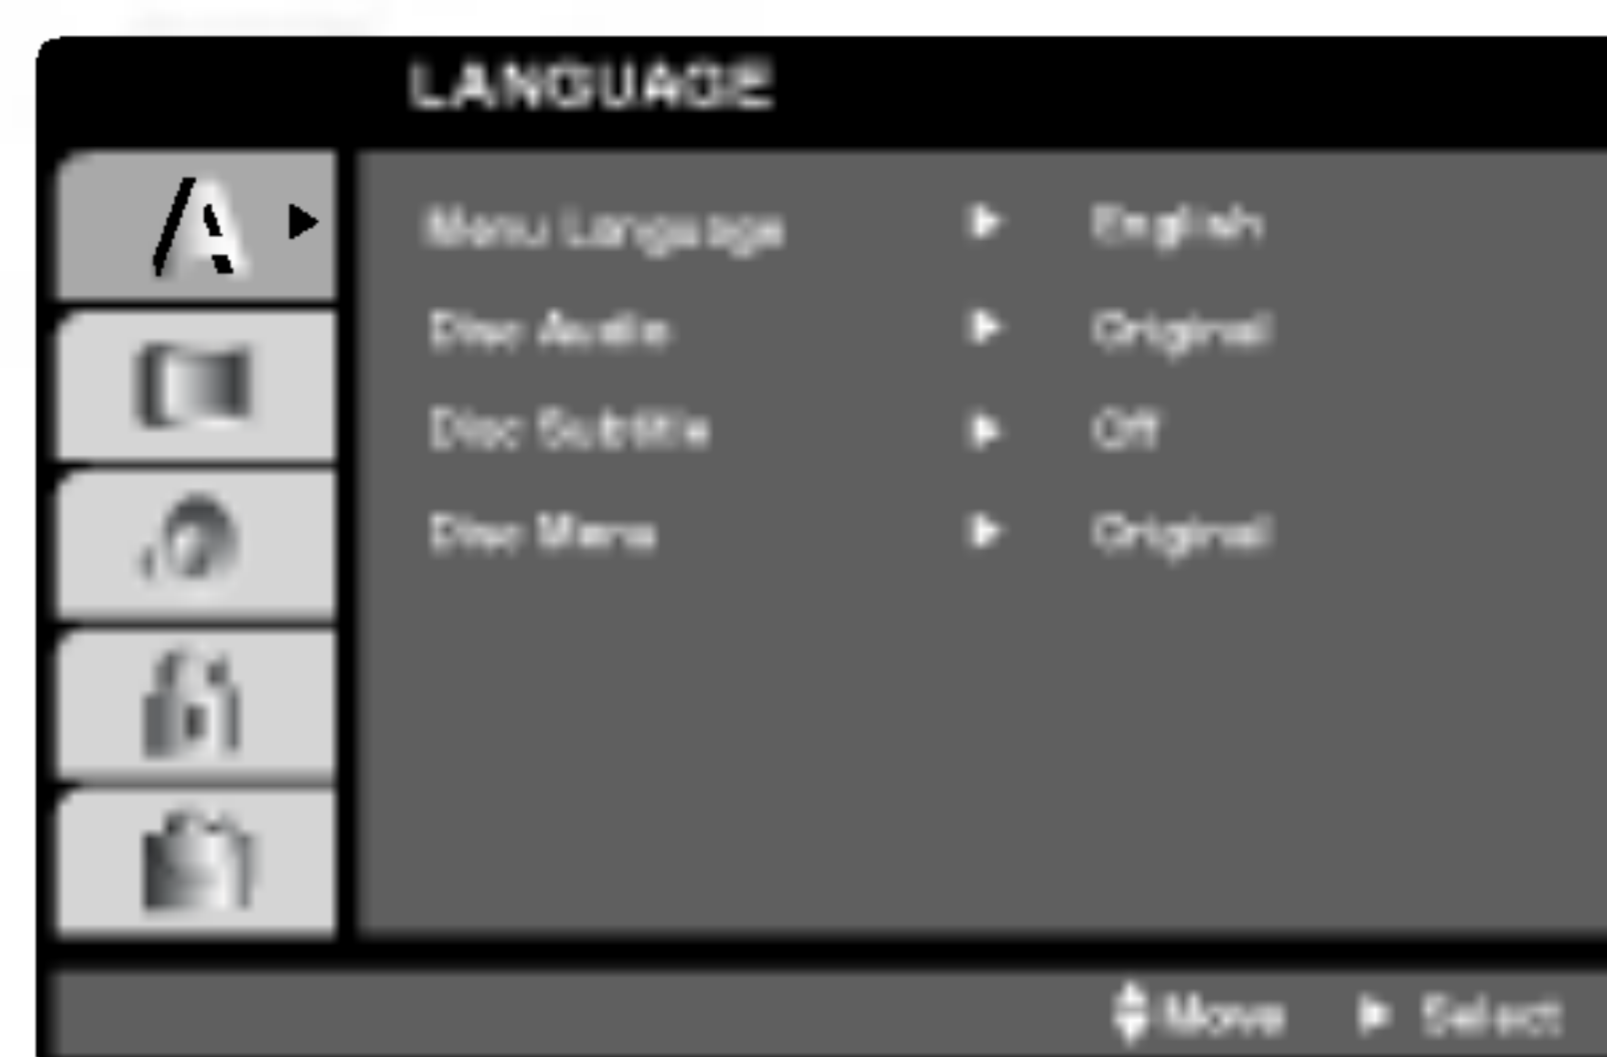 LANGUAGE
Menu Language ► English
Disc Audio ► Original
Disc Subtitle ► Off
Disc Menu ► Original
Move ► Select